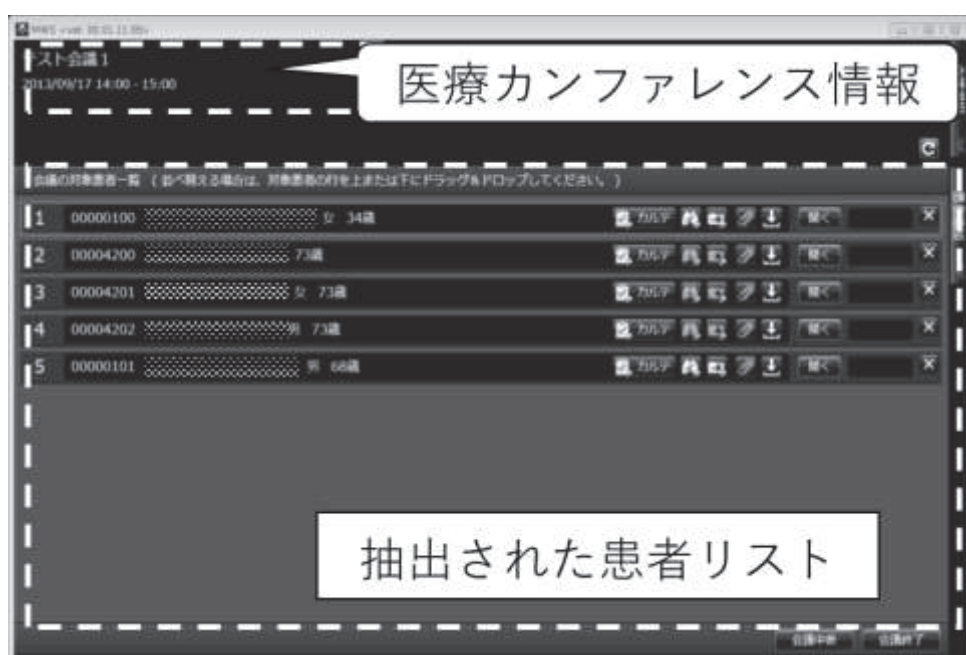 テスト会議1
2013/09/17 14:00 - 15:00
医療カンファレンス情報
会議の対象患者一覧 ( 並べ替える場合は、対象患者の行を上または下にドラッグ&ドロップしてください。 )
1 00000100 女 34歳 カルテ 開く
2 00004200 73歳 カルテ 開く
3 00004201 女 73歳 カルテ 開く
4 00004202 男 73歳 カルテ 開く
5 00000101 男 68歳 カルテ 開く
抽出された患者リスト
会議中断 会議終了